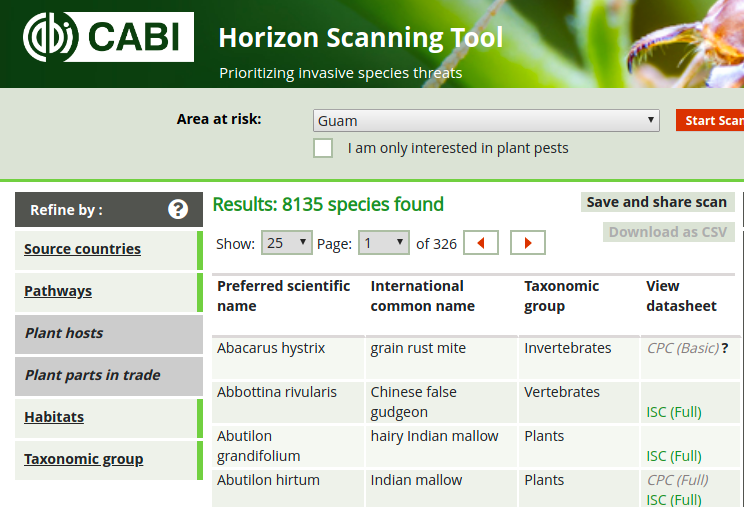 CABI
Horizon Scanning Tool
Prioritizing invasive species threats
Area at risk:
Guam
Start Scan
I am only interested in plant pests
Refine by :
?
Source countries
Pathways
Plant hosts
Plant parts in trade
Habitats
Taxonomic group
Results: 8135 species found
Save and share scan
Download as CSV
Show: 25 Page: 1 of 326
Preferred scientific name
International common name
Taxonomic group
View datasheet
Abacarus hystrix
grain rust mite
Invertebrates
CPC (Basic) ?
Abbottina rivularis
Chinese false
gudgeon
Vertebrates
ISC (Full)
Abutilon
grandifolium
hairy Indian mallow
Plants
ISC (Full)
Abutilon hirtum
Indian mallow
Plants
CPC (Full)
ISC (Full)